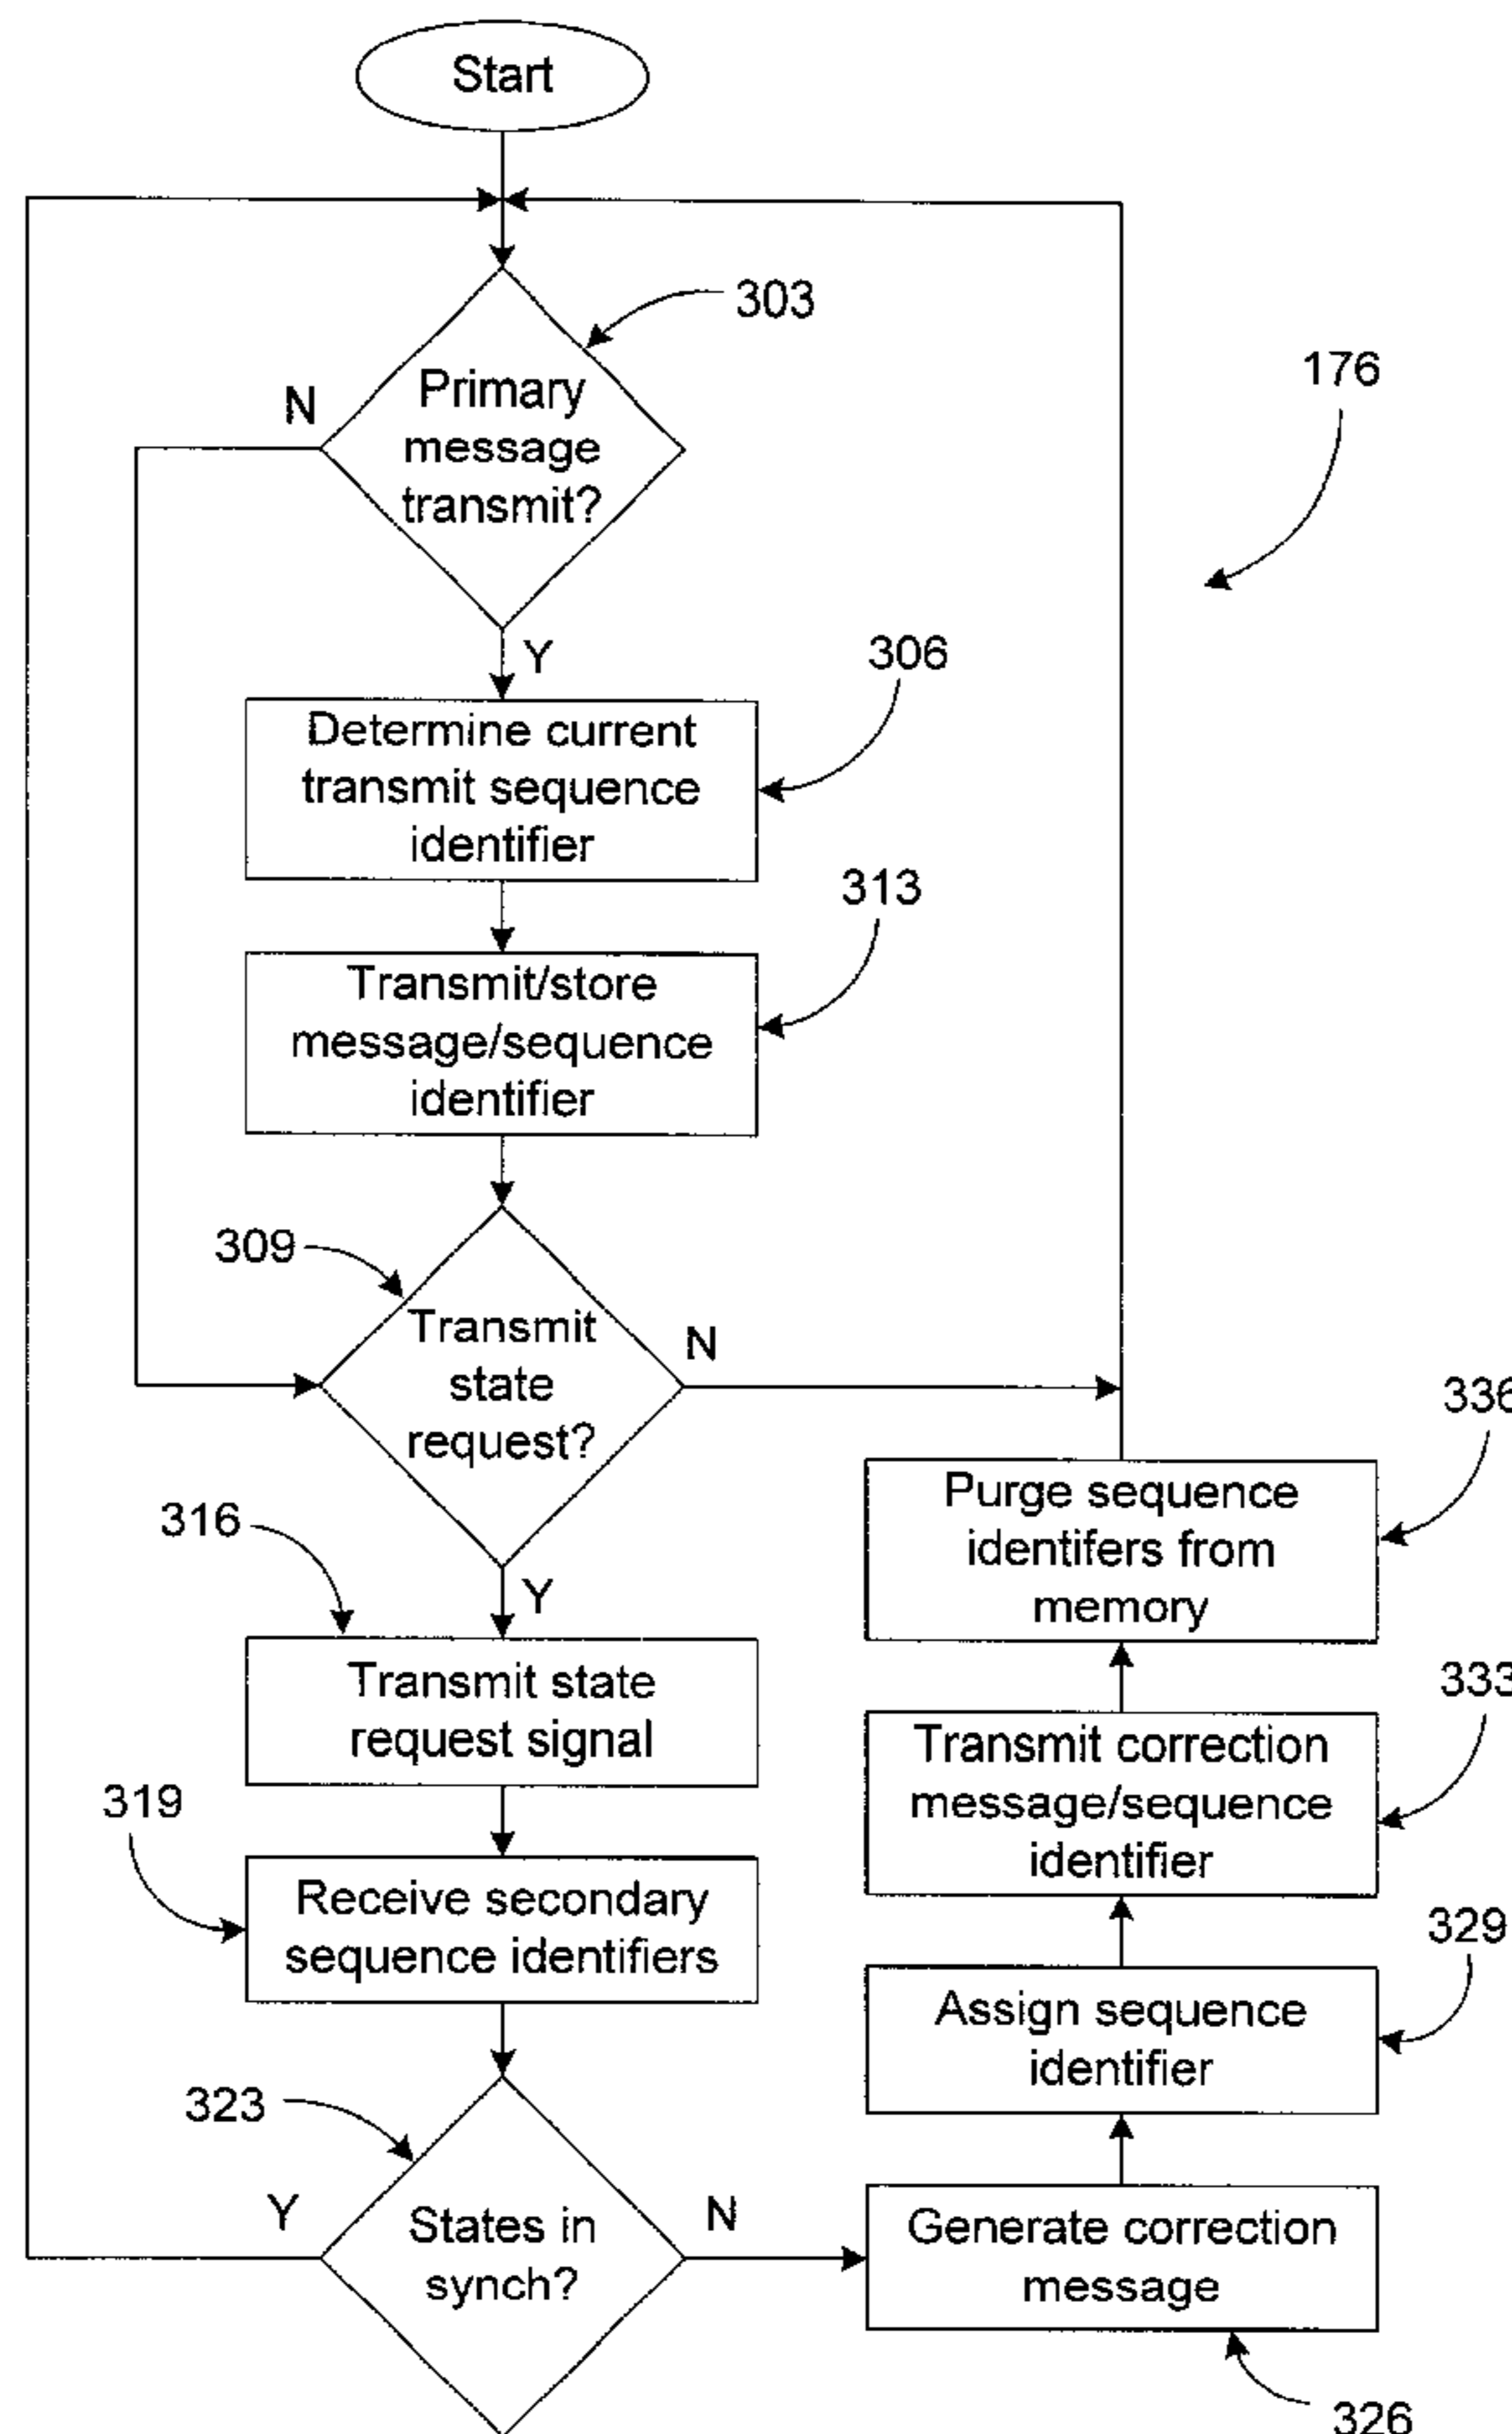 Start
303
Primary
message
transmit?
N
176
Y
306
Determine current
transmit sequence
identifier
313
Transmit/store
message/sequence
identifier
309
Transmit
state
request?
N
336
Purge sequence
identifers from
memory
316
Y
Transmit state
request signal
333
Transmit correction
message/sequence
identifier
319
Receive secondary
sequence identifiers
329
Assign sequence
identifier
323
Y
States in
synch?
N
Generate correction
message
326